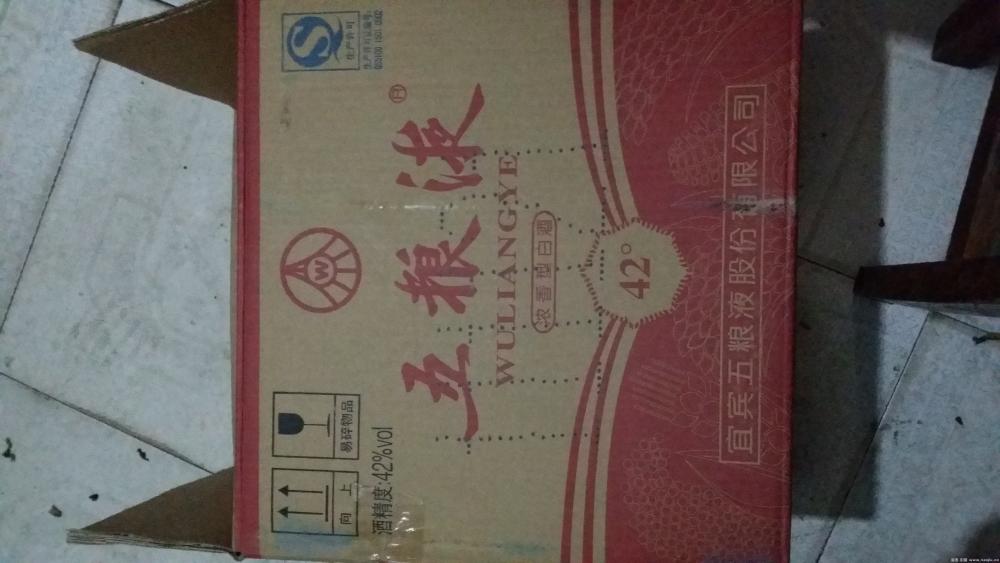 生产许可
五粮液
WULIANGYE
浓香型白酒
42°
易碎物品
向上
酒精度:42%vol
宜宾五粮液股份有限公司